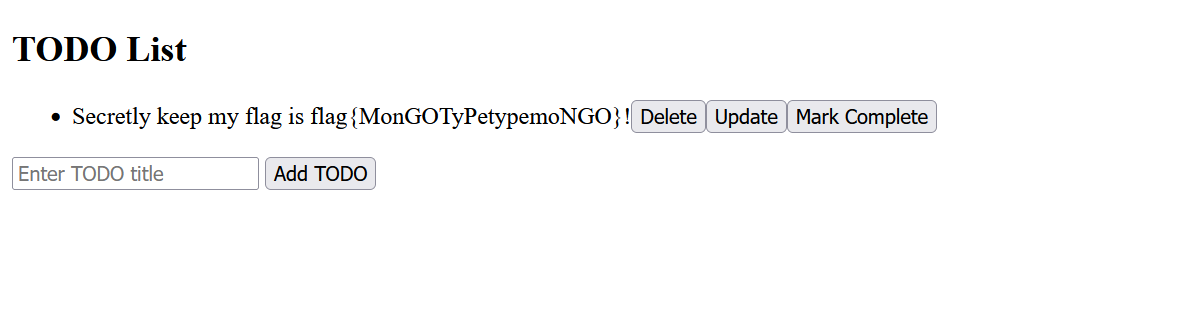 TODO List
Secretly keep my flag is flag{MonGOTyPetypemoNGO}! Delete Update Mark Complete
Enter TODO title Add TODO